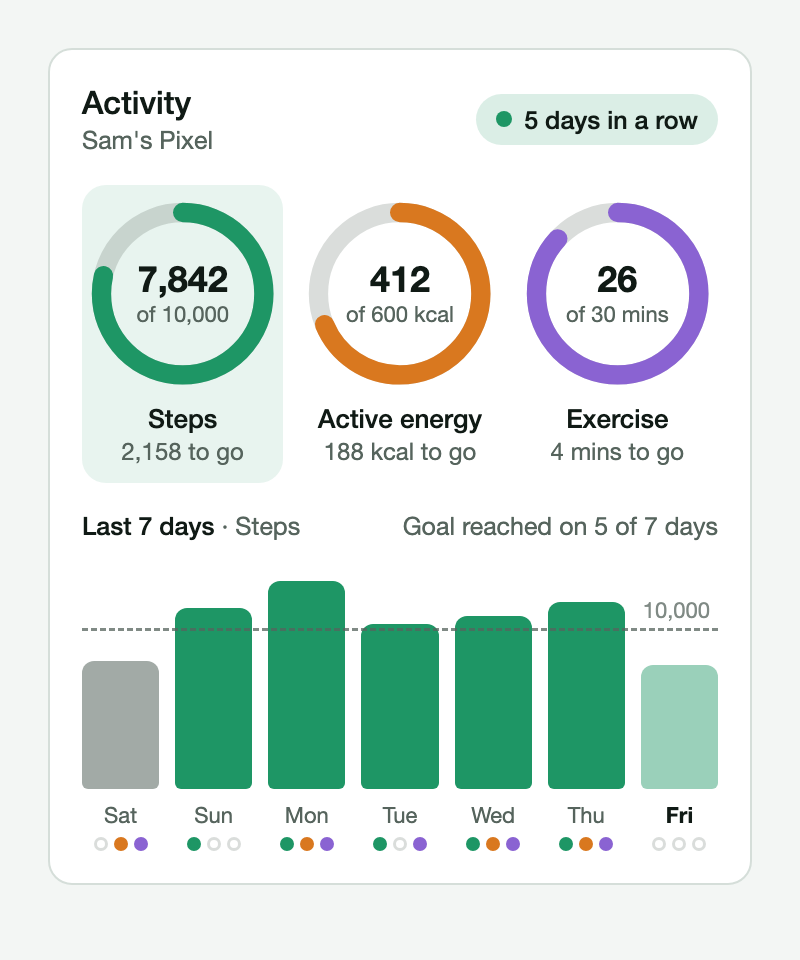 Activity
Sam's Pixel
5 days in a row
7,842
of 10,000
Steps
2,158 to go
412
of 600 kcal
Active energy
188 kcal to go
26
of 30 mins
Exercise
4 mins to go
Last 7 days · Steps
Goal reached on 5 of 7 days
10,000
Sat Sun Mon Tue Wed Thu Fri